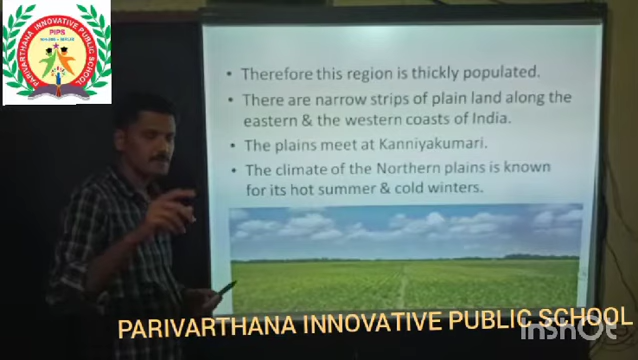 PIPS
PARIVARTHANA INNOVATIVE PUBLIC SCHOOL
• Therefore this region is thickly populated.
• There are narrow strips of plain land along the
eastern & the western coasts of India.
• The plains meet at Kanniyakumari.
• The climate of the Northern plains is known
for its hot summer & cold winters.
PARIVARTHANA INNOVATIVE PUBLIC SCHOOL
InShOt